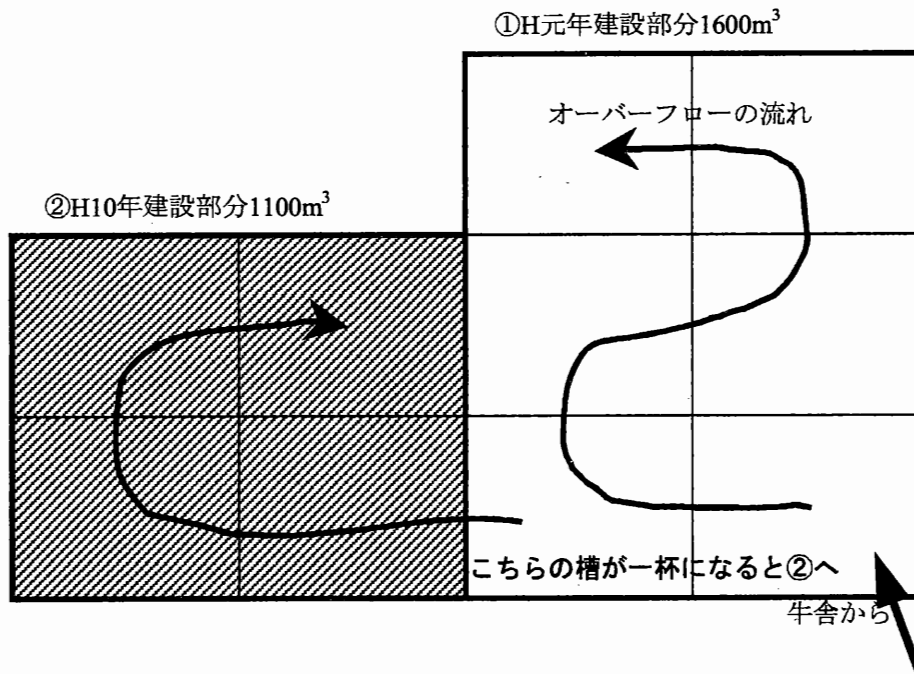 ①H元年建設部分1600m³
オーバーフローの流れ
②H10年建設部分1100m³
こちらの槽が一杯になると②へ
牛舎から